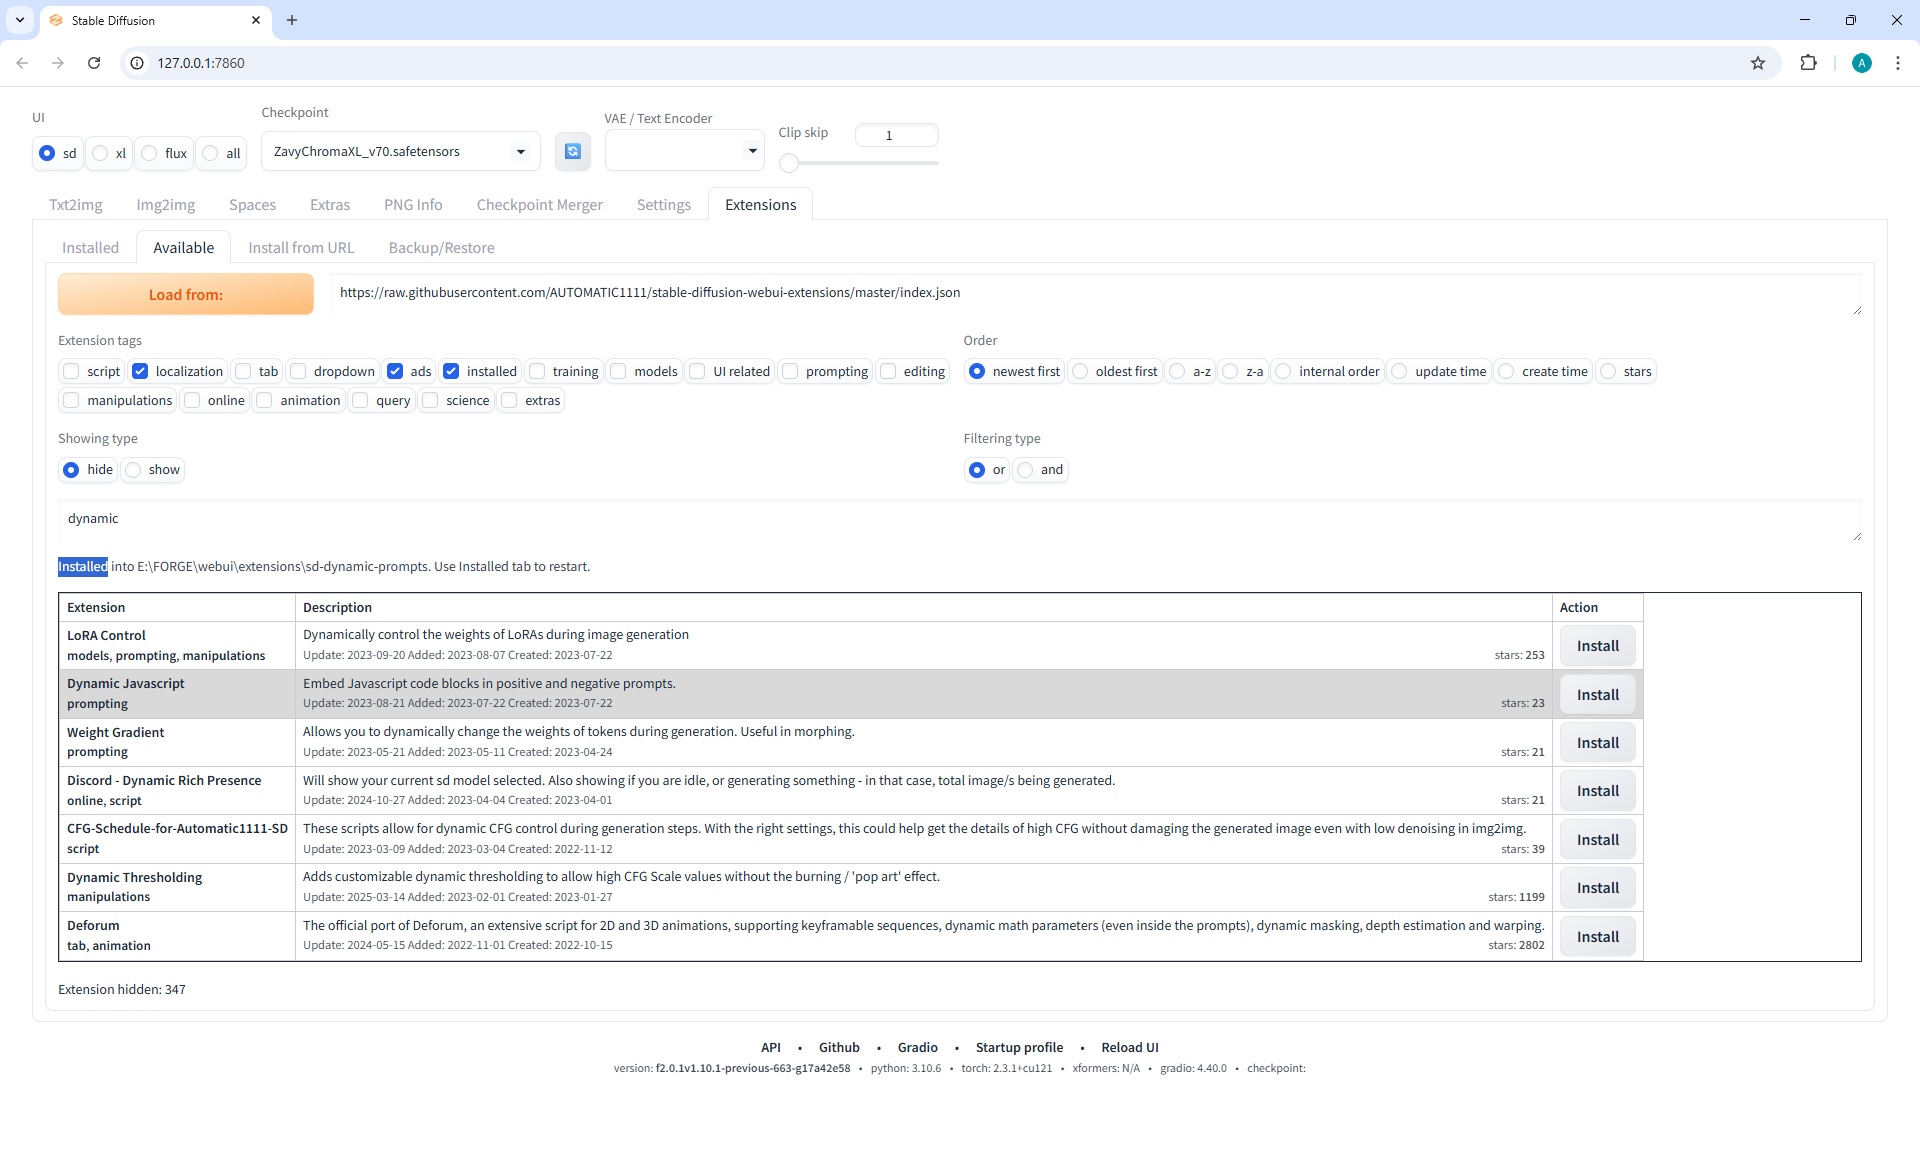 Stable Diffusion
127.0.0.1:7860
A
UI
sd xl flux all
Checkpoint
ZavyChromaXL_v70.safetensors
VAE / Text Encoder
Clip skip
1
Txt2img Img2img Spaces Extras PNG Info Checkpoint Merger Settings Extensions
Installed Available Install from URL Backup/Restore
Load from:
https://raw.githubusercontent.com/AUTOMATIC1111/stable-diffusion-webui-extensions/master/index.json
Extension tags
script localization tab dropdown ads installed training models UI related prompting editing
manipulations online animation query science extras
Order
newest first oldest first a-z z-a internal order update time create time stars
Showing type
hide show
Filtering type
or and
dynamic
Installed into E:\FORGE\webui\extensions\sd-dynamic-prompts. Use Installed tab to restart.
Extension Description Action
LoRA Control
models, prompting, manipulations
Dynamically control the weights of LoRAs during image generation
Update: 2023-09-20 Added: 2023-08-07 Created: 2023-07-22
stars: 253
Install
Dynamic Javascript
prompting
Embed Javascript code blocks in positive and negative prompts.
Update: 2023-08-21 Added: 2023-07-22 Created: 2023-07-22
stars: 23
Install
Weight Gradient
prompting
Allows you to dynamically change the weights of tokens during generation. Useful in morphing.
Update: 2023-05-21 Added: 2023-05-11 Created: 2023-04-24
stars: 21
Install
Discord - Dynamic Rich Presence
online, script
Will show your current sd model selected. Also showing if you are idle, or generating something - in that case, total image/s being generated.
Update: 2024-10-27 Added: 2023-04-04 Created: 2023-04-01
stars: 21
Install
CFG-Schedule-for-Automatic1111-SD
script
These scripts allow for dynamic CFG control during generation steps. With the right settings, this could help get the details of high CFG without damaging the generated image even with low denoising in img2img.
Update: 2023-03-09 Added: 2023-03-04 Created: 2022-11-12
stars: 39
Install
Dynamic Thresholding
manipulations
Adds customizable dynamic thresholding to allow high CFG Scale values without the burning / 'pop art' effect.
Update: 2025-03-14 Added: 2023-02-01 Created: 2023-01-27
stars: 1199
Install
Deforum
tab, animation
The official port of Deforum, an extensive script for 2D and 3D animations, supporting keyframable sequences, dynamic math parameters (even inside the prompts), dynamic masking, depth estimation and warping.
Update: 2024-05-15 Added: 2022-11-01 Created: 2022-10-15
stars: 2802
Install
Extension hidden: 347
API • Github • Gradio • Startup profile • Reload UI
version: f2.0.1v1.10.1-previous-663-g17a42e58 • python: 3.10.6 • torch: 2.3.1+cu121 • xformers: N/A • gradio: 4.40.0 • checkpoint: